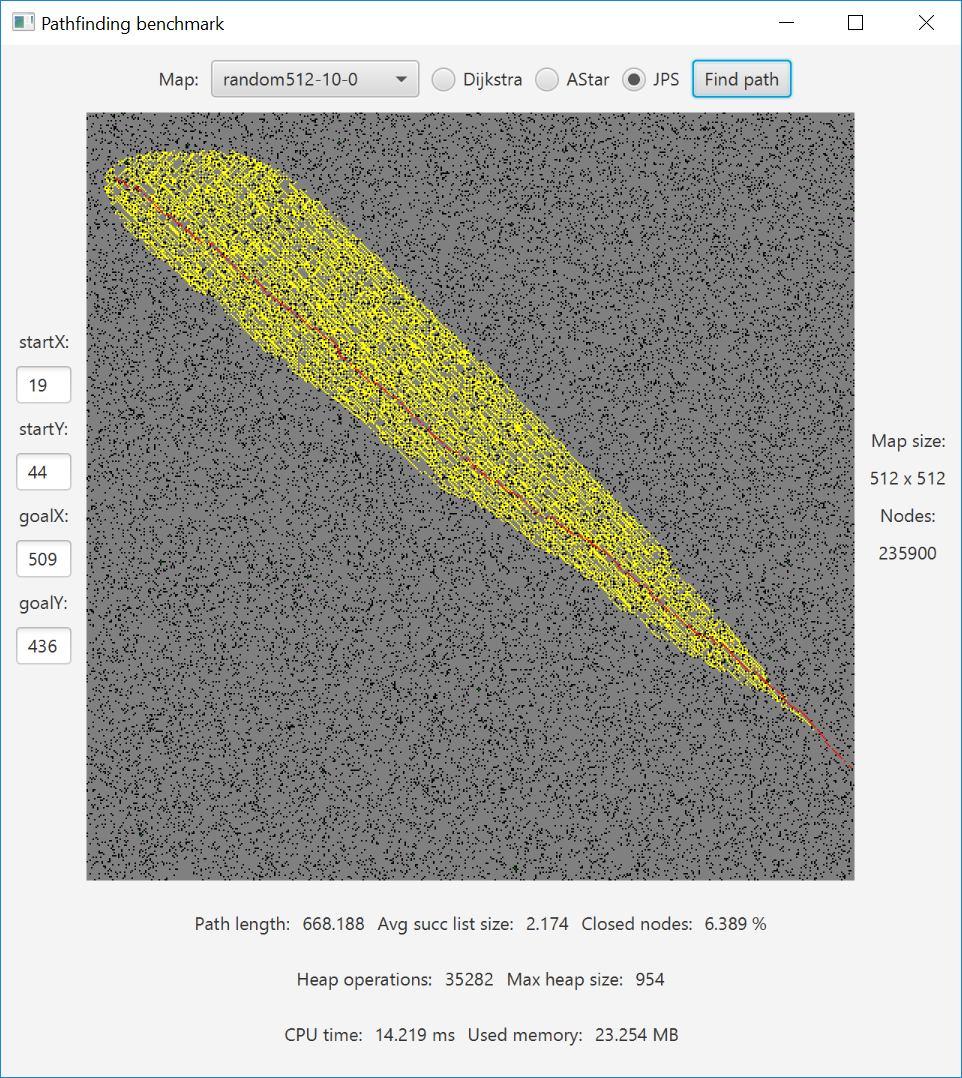 Pathfinding benchmark
Map: random512-10-0 Dijkstra AStar JPS Find path
startX:
19
startY:
44
goalX:
509
goalY:
436
Map size:
512 x 512
Nodes:
235900
Path length: 668.188 Avg succ list size: 2.174 Closed nodes: 6.389 %
Heap operations: 35282 Max heap size: 954
CPU time: 14.219 ms Used memory: 23.254 MB